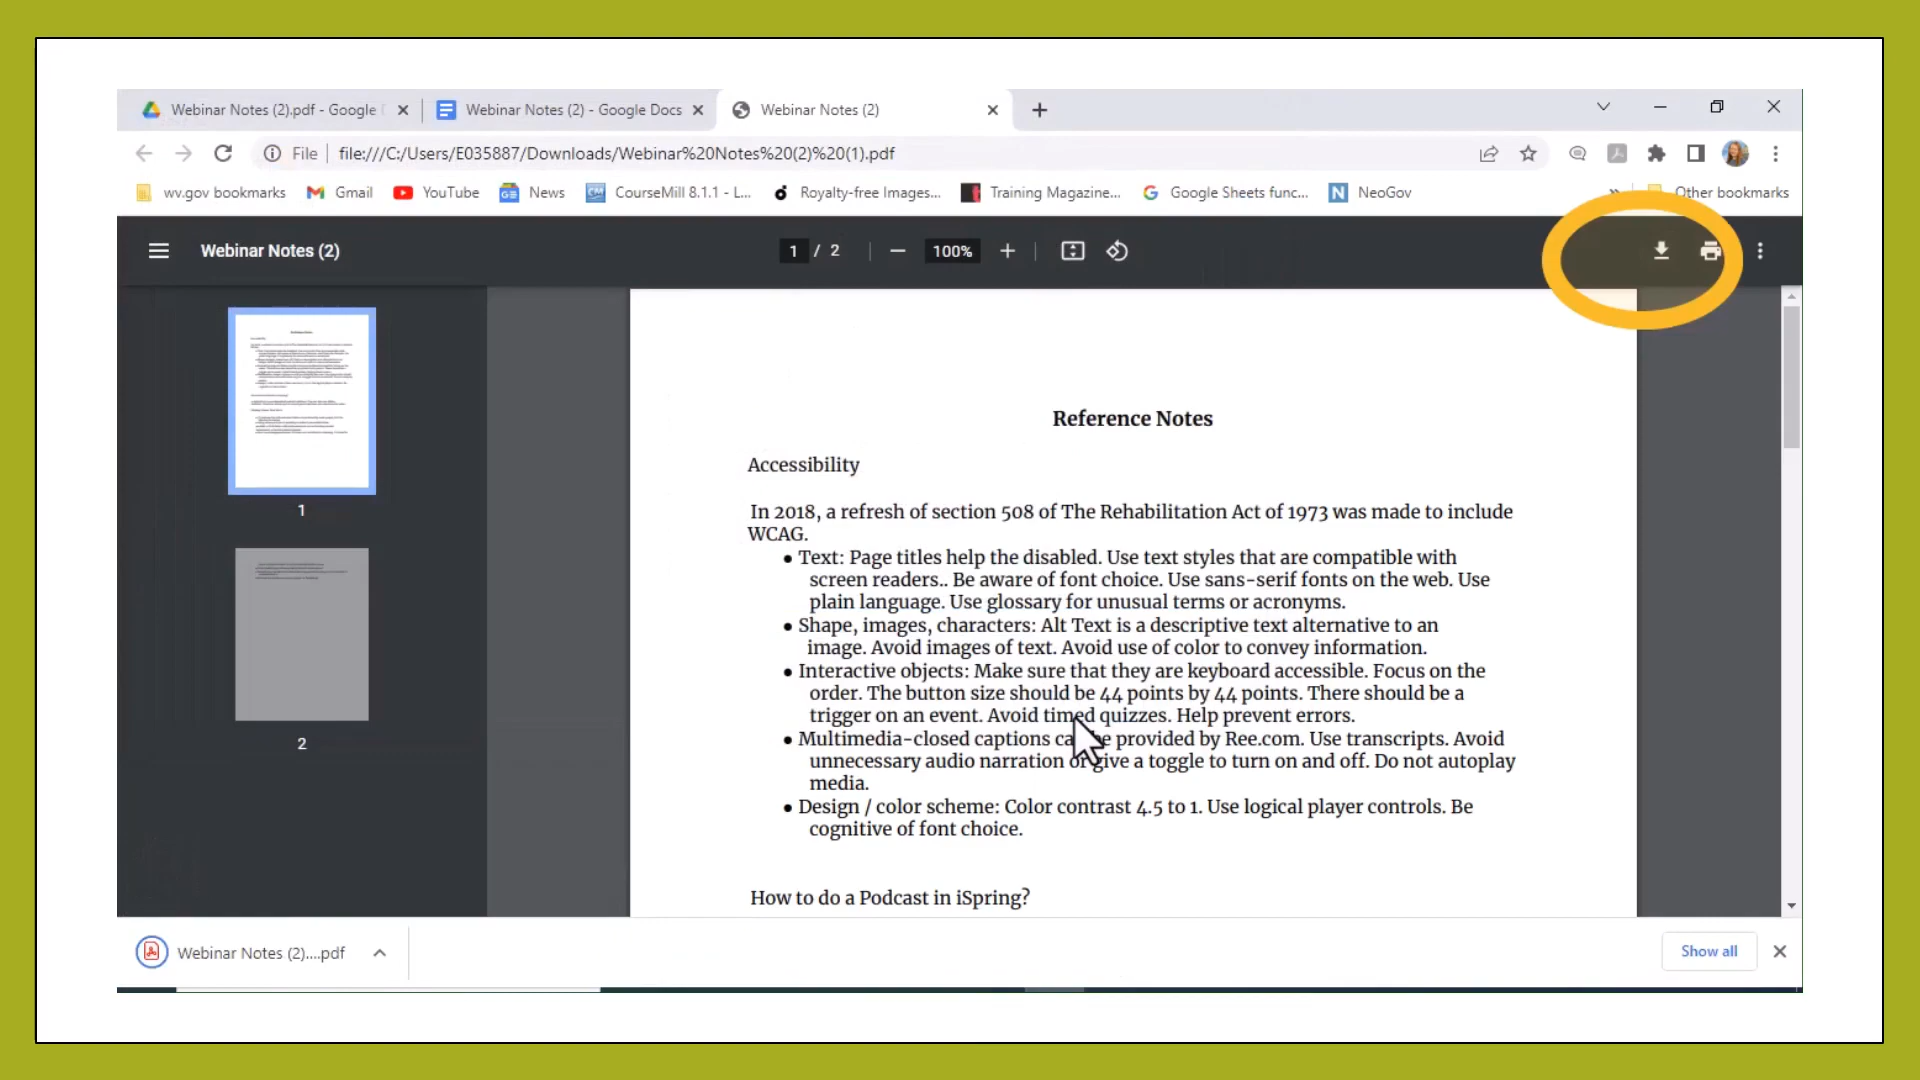 Webinar Notes (2).pdf - Google
Webinar Notes (2) - Google Docs
Webinar Notes (2)
File
file:///C:/Users/E035887/Downloads/Webinar%20Notes%20(2)%20(1).pdf
wv.gov bookmarks
Gmail
YouTube
News
CourseMill 8.1.1 - L...
Royalty-free Images...
Training Magazine...
Google Sheets func...
NeoGov
Other bookmarks
Webinar Notes (2)
1 / 2
100%
1
2
Reference Notes
Accessibility
In 2018, a refresh of section 508 of The Rehabilitation Act of 1973 was made to include
WCAG.
● Text: Page titles help the disabled. Use text styles that are compatible with
screen readers.. Be aware of font choice. Use sans-serif fonts on the web. Use
plain language. Use glossary for unusual terms or acronyms.
● Shape, images, characters: Alt Text is a descriptive text alternative to an
image. Avoid images of text. Avoid use of color to convey information.
● Interactive objects: Make sure that they are keyboard accessible. Focus on the
order. The button size should be 44 points by 44 points. There should be a
trigger on an event. Avoid timed quizzes. Help prevent errors.
● Multimedia-closed captions can be provided by Ree.com. Use transcripts. Avoid
unnecessary audio narration or give a toggle to turn on and off. Do not autoplay
media.
● Design / color scheme: Color contrast 4.5 to 1. Use logical player controls. Be
cognitive of font choice.
How to do a Podcast in iSpring?
Webinar Notes (2)....pdf
Show all